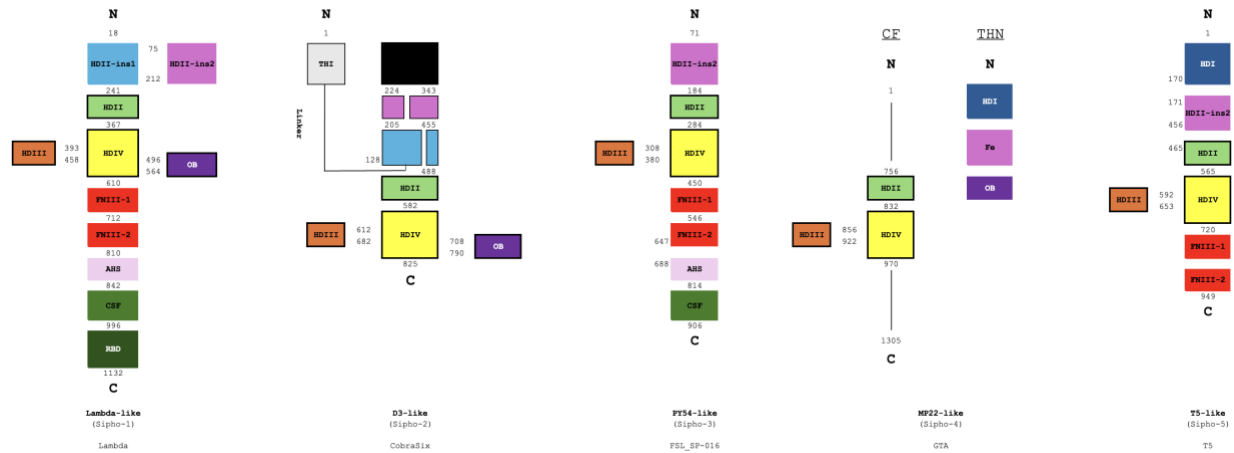 N
18
HDII-ins1
75
212
HDII-ins2
241
HDII
367
HDIII
393
458
HDIV
496
564
OB
610
FNIII-1
712
FNIII-2
810
AHS
842
CSF
996
RBD
1132
C
Lambda-like
(Sipho-1)
Lambda
N
1
THI
Linker
224
343
205
455
128
488
HDII
582
HDIII
612
682
HDIV
708
790
OB
825
C
D3-like
(Sipho-2)
CobraSix
N
71
HDII-ins2
184
HDII
284
HDIII
308
380
HDIV
450
FNIII-1
546
647
FNIII-2
688
AHS
814
CSF
906
C
PY54-like
(Sipho-3)
FSL_SP-016
CF
N
1
756
HDII
832
HDIII
856
922
HDIV
970
1305
C
THN
N
HDI
Fe
OB
MP22-like
(Sipho-4)
GTA
N
1
HDI
170
171
HDII-ins2
456
465
HDII
565
HDIII
592
653
HDIV
720
FNIII-1
FNIII-2
949
C
T5-like
(Sipho-5)
T5